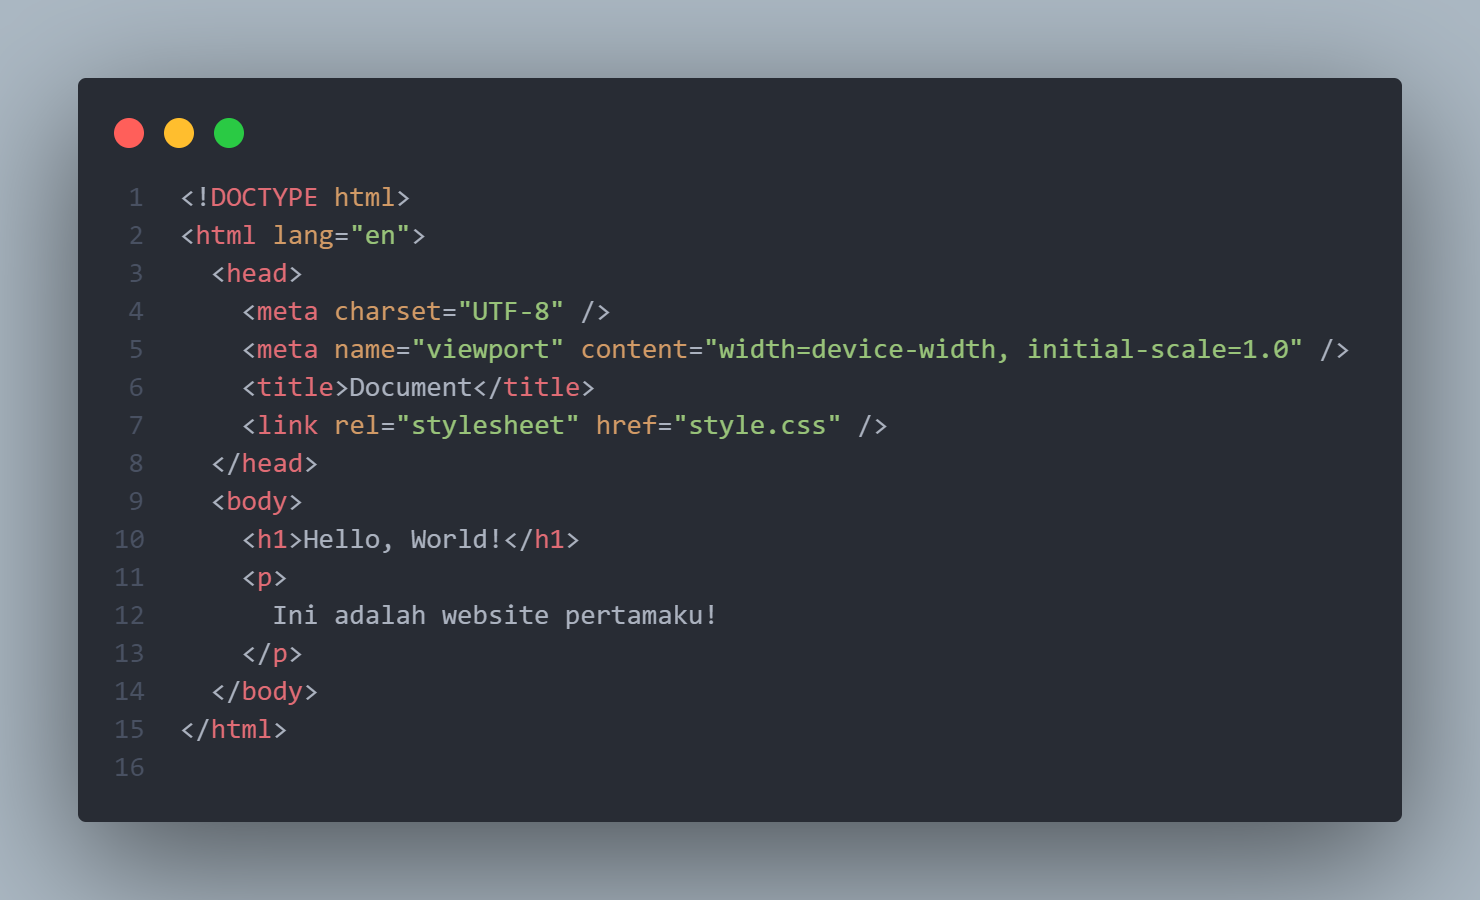 1 <!DOCTYPE html>
2 <html lang="en">
3   <head>
4     <meta charset="UTF-8" />
5     <meta name="viewport" content="width=device-width, initial-scale=1.0" />
6     <title>Document</title>
7     <link rel="stylesheet" href="style.css" />
8   </head>
9   <body>
10     <h1>Hello, World!</h1>
11     <p>
12       Ini adalah website pertamaku!
13     </p>
14   </body>
15 </html>
16